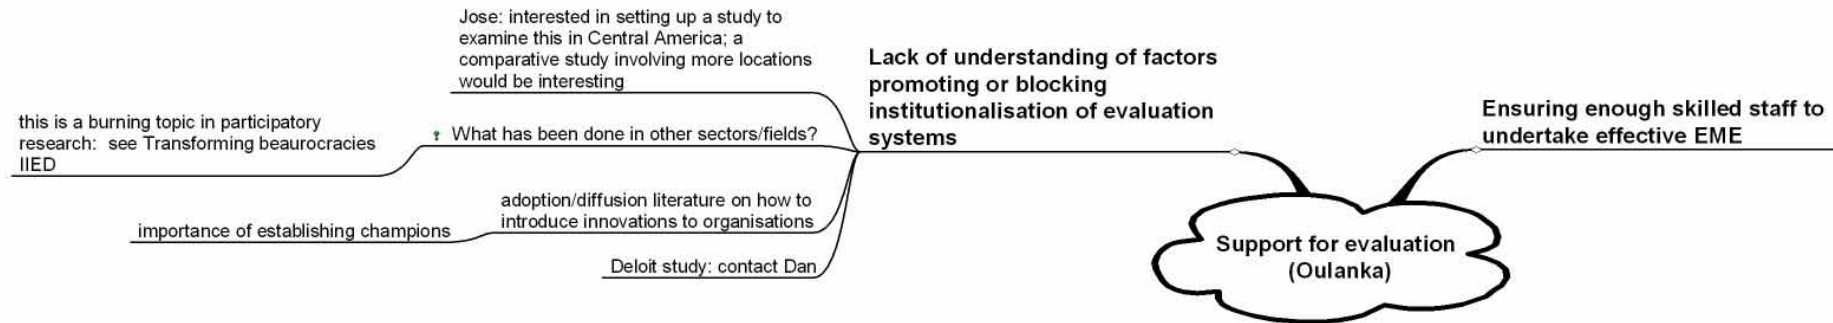 Jose: interested in setting up a study to
examine this in Central America; a
comparative study involving more locations
would be interesting
this is a burning topic in participatory
research:  see Transforming beaurocracies
IIED
What has been done in other sectors/fields?
importance of establishing champions
adoption/diffusion literature on how to
introduce innovations to organisations
Deloit study: contact Dan
Lack of understanding of factors
promoting or blocking
institutionalisation of evaluation
systems
Support for evaluation
(Oulanka)
Ensuring enough skilled staff to
undertake effective EME